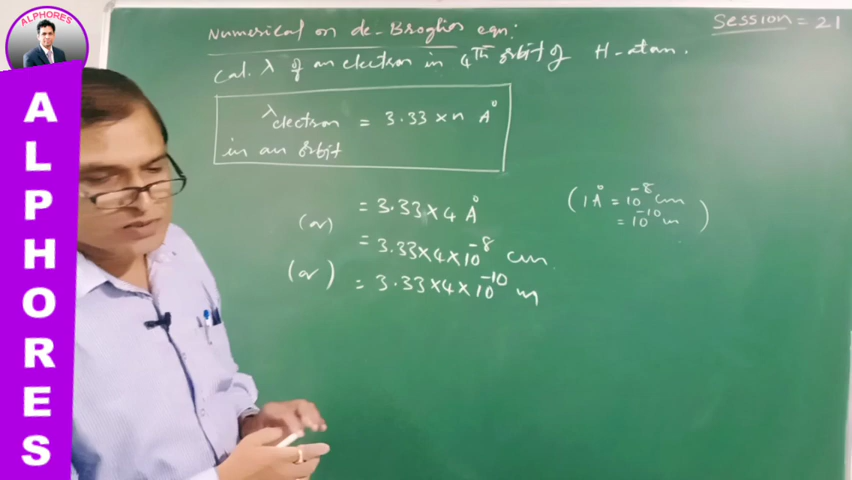 ALPHORES
ALPHORES
Session = 21
Numerical on de-Broglios eqn:
Cal. λ of an electron in 4TH orbit of H-atom.
λelectron = 3.33 × n A°
in an orbit
= 3.33 × 4 A°
(or) = 3.33 × 4 × 10⁻⁸ cm
(or) = 3.33 × 4 × 10⁻¹⁰ m
(1 A° = 10⁻⁸ cm
= 10⁻¹⁰ m)